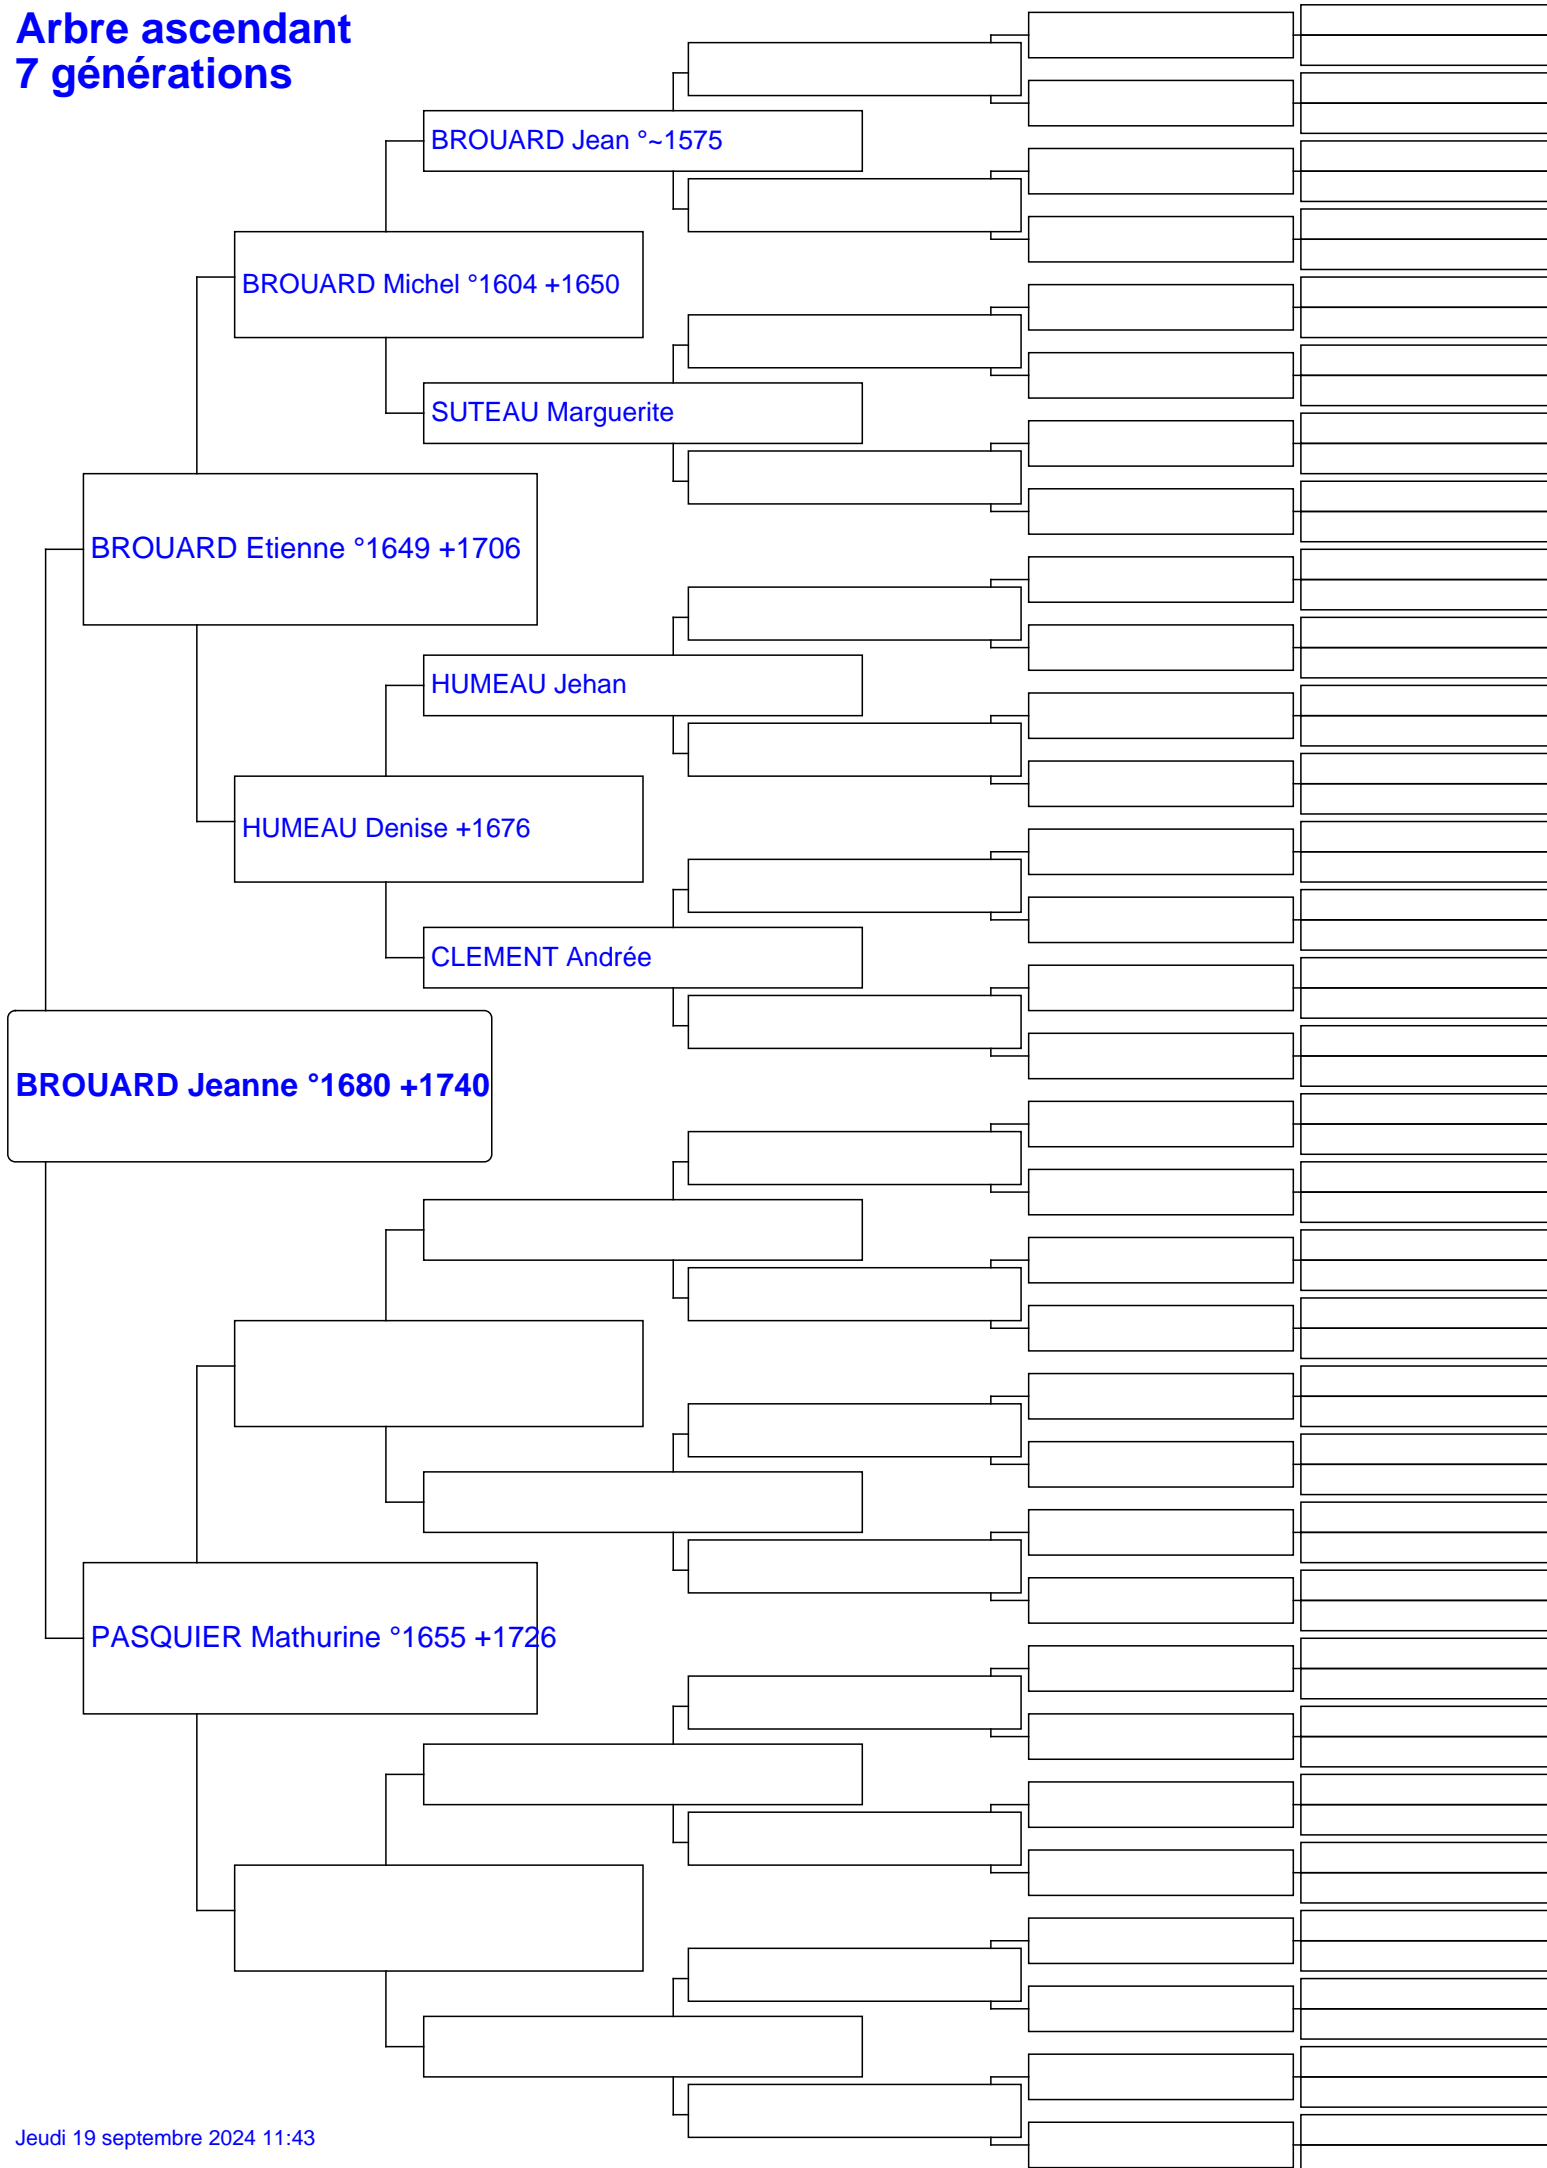 Arbre ascendant
7 générations
BROUARD Jean °~1575
BROUARD Michel °1604 +1650
SUTEAU Marguerite
BROUARD Etienne °1649 +1706
HUMEAU Jehan
HUMEAU Denise +1676
CLEMENT Andrée
BROUARD Jeanne °1680 +1740
PASQUIER Mathurine °1655 +1726
Jeudi 19 septembre 2024 11:43